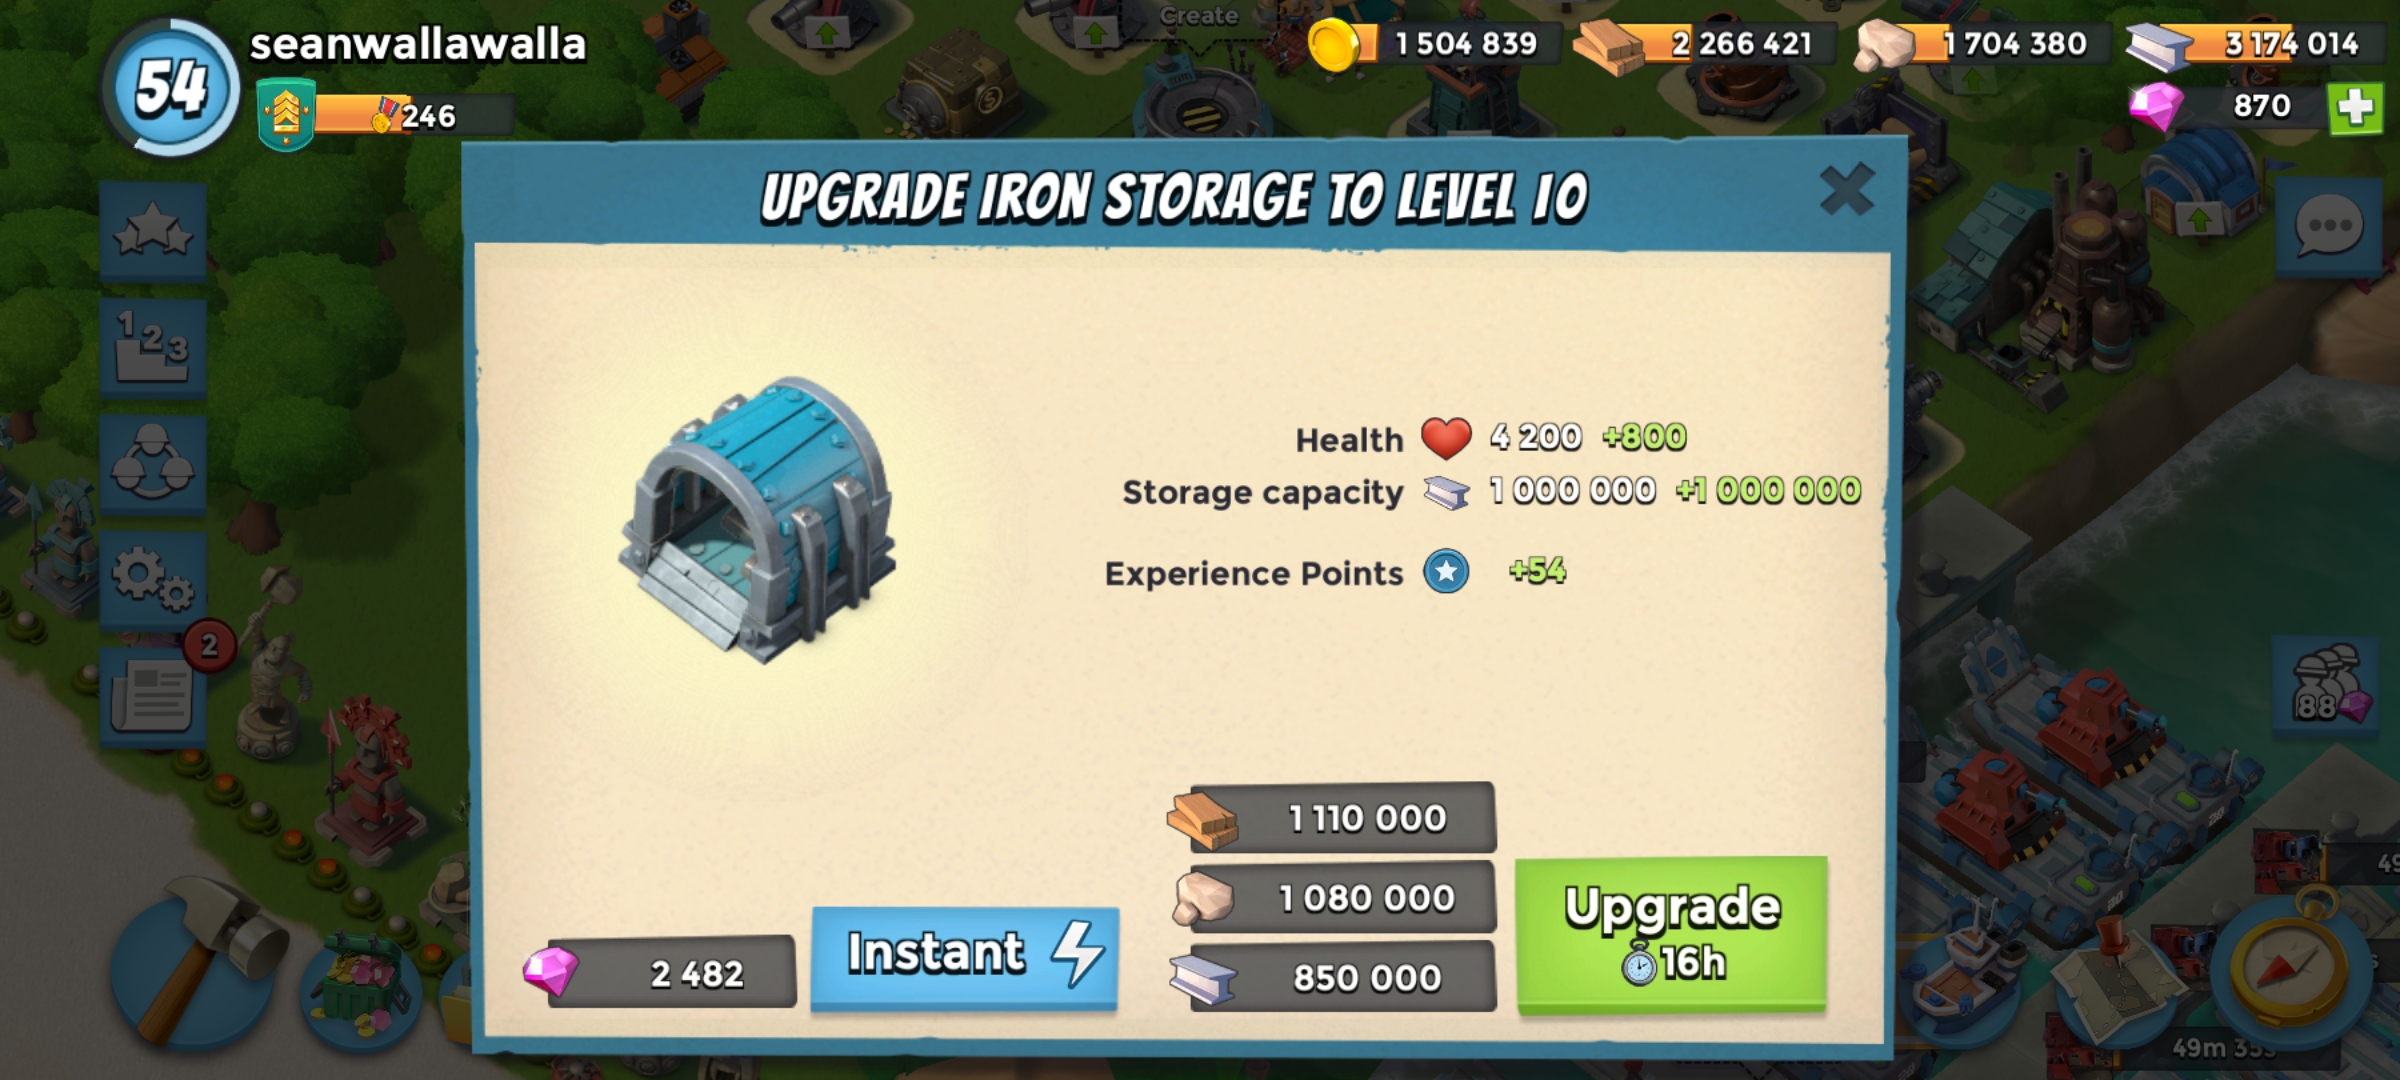 54
seanwallawalla
246
Create
1 504 839
2 266 421
1 704 380
3 174 014
870
UPGRADE IRON STORAGE TO LEVEL 10
1 2 3
2
Health 4 200 +800
Storage capacity 1 000 000 +1 000 000
Experience Points +54
88
1 110 000
1 080 000
850 000
2 482
Instant
Upgrade
16h